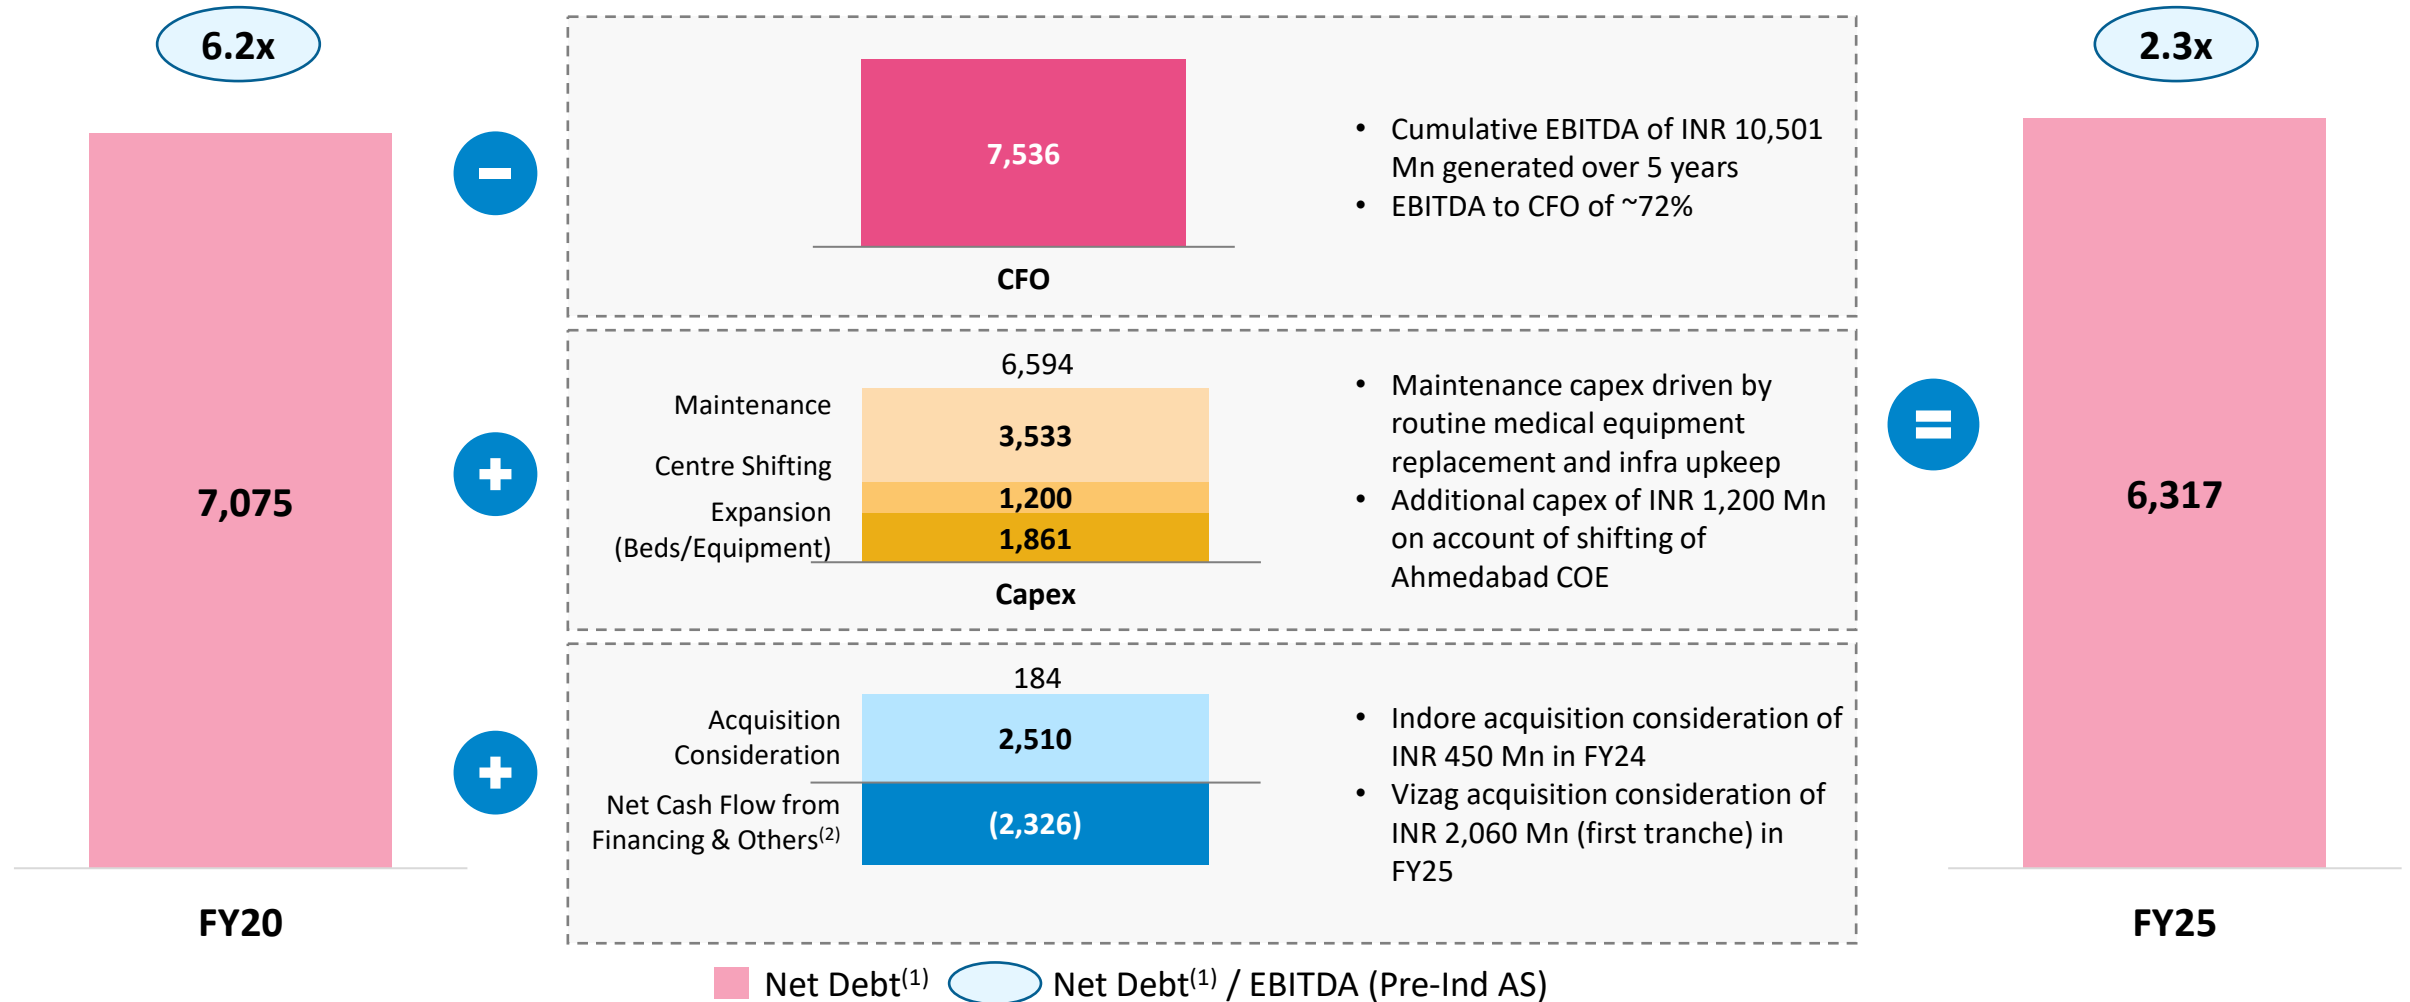 6.2x
7,075
FY20
7,536
CFO
• Cumulative EBITDA of INR 10,501
Mn generated over 5 years
• EBITDA to CFO of ~72%
6,594
Maintenance
3,533
Centre Shifting
1,200
Expansion
(Beds/Equipment)
1,861
Capex
• Maintenance capex driven by
routine medical equipment
replacement and infra upkeep
• Additional capex of INR 1,200 Mn
on account of shifting of
Ahmedabad COE
184
Acquisition
Consideration
2,510
Net Cash Flow from
Financing & Others(2)
(2,326)
• Indore acquisition consideration of
INR 450 Mn in FY24
• Vizag acquisition consideration of
INR 2,060 Mn (first tranche) in
FY25
2.3x
6,317
FY25
Net Debt(1)
Net Debt(1) / EBITDA (Pre-Ind AS)